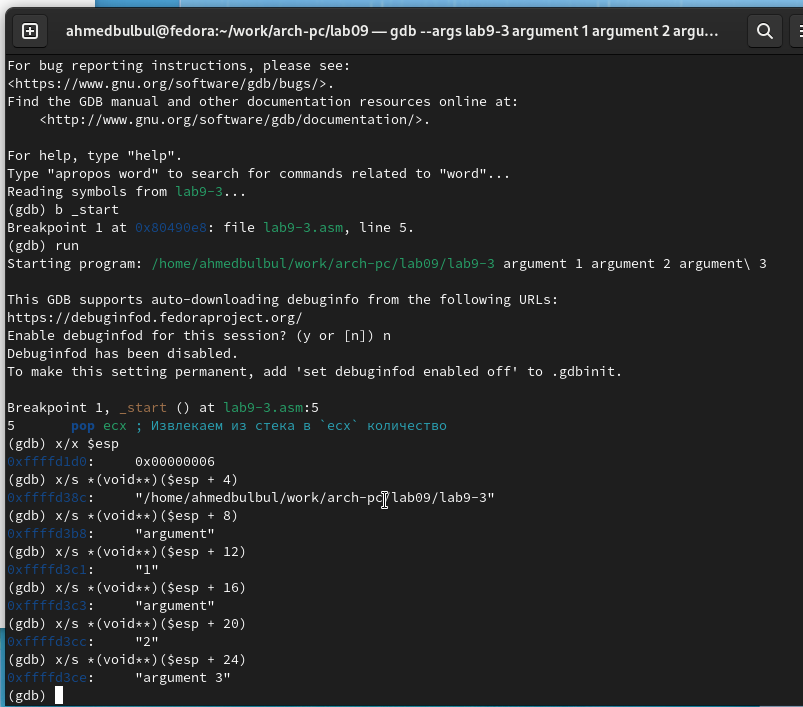 ahmedbulbul@fedora:~/work/arch-pc/lab09 — gdb --args lab9-3 argument 1 argument 2 argu…
For bug reporting instructions, please see:
<https://www.gnu.org/software/gdb/bugs/>.
Find the GDB manual and other documentation resources online at:
    <http://www.gnu.org/software/gdb/documentation/>.

For help, type "help".
Type "apropos word" to search for commands related to "word"...
Reading symbols from lab9-3...
(gdb) b _start
Breakpoint 1 at 0x80490e8: file lab9-3.asm, line 5.
(gdb) run
Starting program: /home/ahmedbulbul/work/arch-pc/lab09/lab9-3 argument 1 argument 2 argument\ 3

This GDB supports auto-downloading debuginfo from the following URLs:
https://debuginfod.fedoraproject.org/
Enable debuginfod for this session? (y or [n]) n
Debuginfod has been disabled.
To make this setting permanent, add 'set debuginfod enabled off' to .gdbinit.

Breakpoint 1, _start () at lab9-3.asm:5
5       pop ecx ; Извлекаем из стека в `ecx` количество
(gdb) x/x $esp
0xffffd1d0:     0x00000006
(gdb) x/s *(void**)($esp + 4)
0xffffd38c:     "/home/ahmedbulbul/work/arch-pc/lab09/lab9-3"
(gdb) x/s *(void**)($esp + 8)
0xffffd3b8:     "argument"
(gdb) x/s *(void**)($esp + 12)
0xffffd3c1:     "1"
(gdb) x/s *(void**)($esp + 16)
0xffffd3c3:     "argument"
(gdb) x/s *(void**)($esp + 20)
0xffffd3cc:     "2"
(gdb) x/s *(void**)($esp + 24)
0xffffd3ce:     "argument 3"
(gdb)